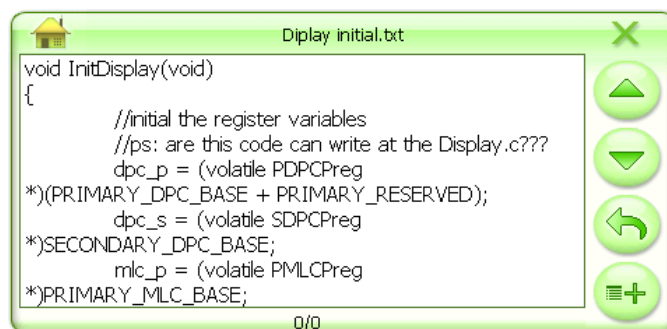 Diplay initial.txt
void InitDisplay(void)
{
//initial the register variables
//ps: are this code can write at the Display.c???
dpc_p = (volatile PDPCPreg
*)(PRIMARY_DPC_BASE + PRIMARY_RESERVED);
dpc_s = (volatile SDPCPreg
*)SECONDARY_DPC_BASE;
mlc_p = (volatile PMLCPreg
*)PRIMARY_MLC_BASE;
0/0